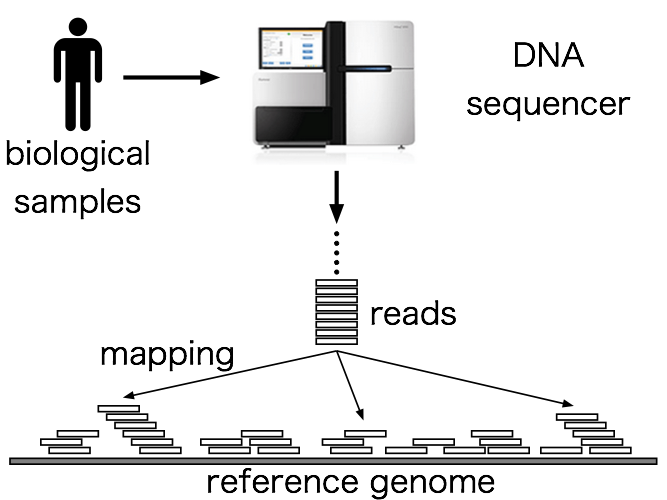 DNA
sequencer
biological
samples
reads
mapping
reference genome